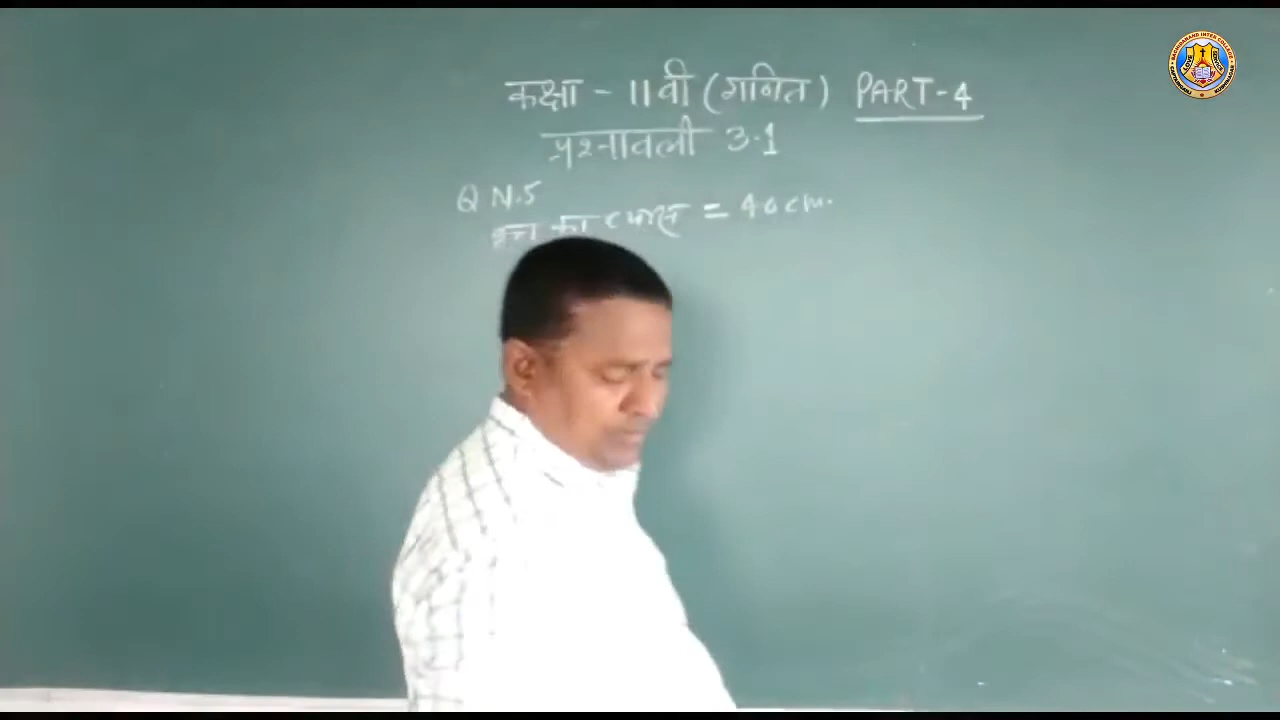 कक्षा - 11वी (गणित) PART-4
प्रश्नावली 3.1
Q N.5
वृत्त का व्यास = 40 cm.